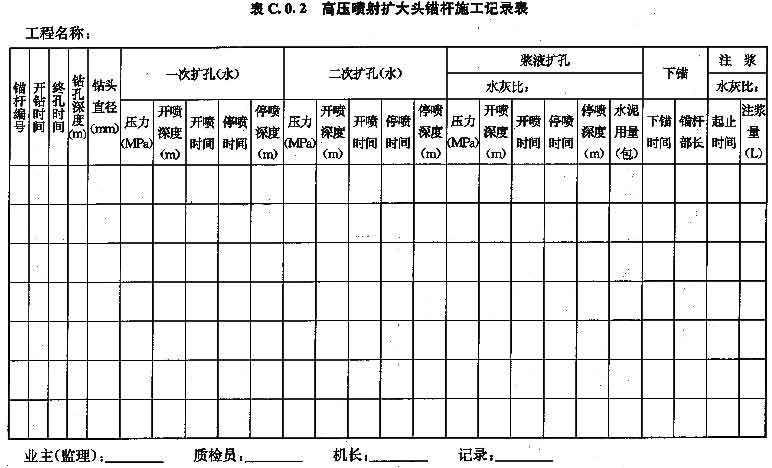 表 C.0.2 高压喷射扩大头锚杆施工记录表
工程名称：
锚杆编号
开钻时间
终孔时间
钻孔深度(m)
钻头直径(mm)
一次扩孔(水)
压力(MPa)
开喷深度(m)
开喷时间
停喷时间
停喷深度(m)
二次扩孔(水)
压力(MPa)
开喷深度(m)
开喷时间
停喷时间
停喷深度(m)
浆液扩孔
水灰比：
压力(MPa)
开喷深度(m)
开喷时间
停喷时间
停喷深度(m)
水泥用量(包)
下锚
下锚时间
锚杆部长
注 浆
水灰比：
起止时间
注浆量(L)
业主(监理)：________ 质检员：________ 机长：________ 记录：________